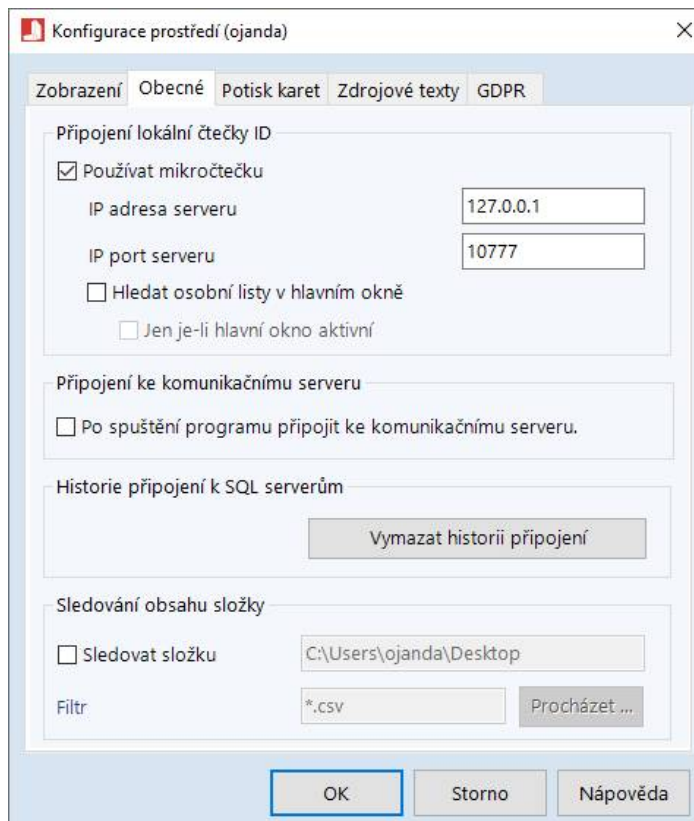 Konfigurace prostředí (ojanda)
Zobrazení Obecné Potisk karet Zdrojové texty GDPR
Připojení lokální čtečky ID
Používat mikročtečku
IP adresa serveru 127.0.0.1
IP port serveru 10777
Hledat osobní listy v hlavním okně
Jen je-li hlavní okno aktivní
Připojení ke komunikačnímu serveru
Po spuštění programu připojit ke komunikačnímu serveru.
Historie připojení k SQL serverům
Vymazat historii připojení
Sledování obsahu složky
Sledovat složku C:\Users\ojanda\Desktop
Filtr *.csv Procházet ...
OK Storno Nápověda